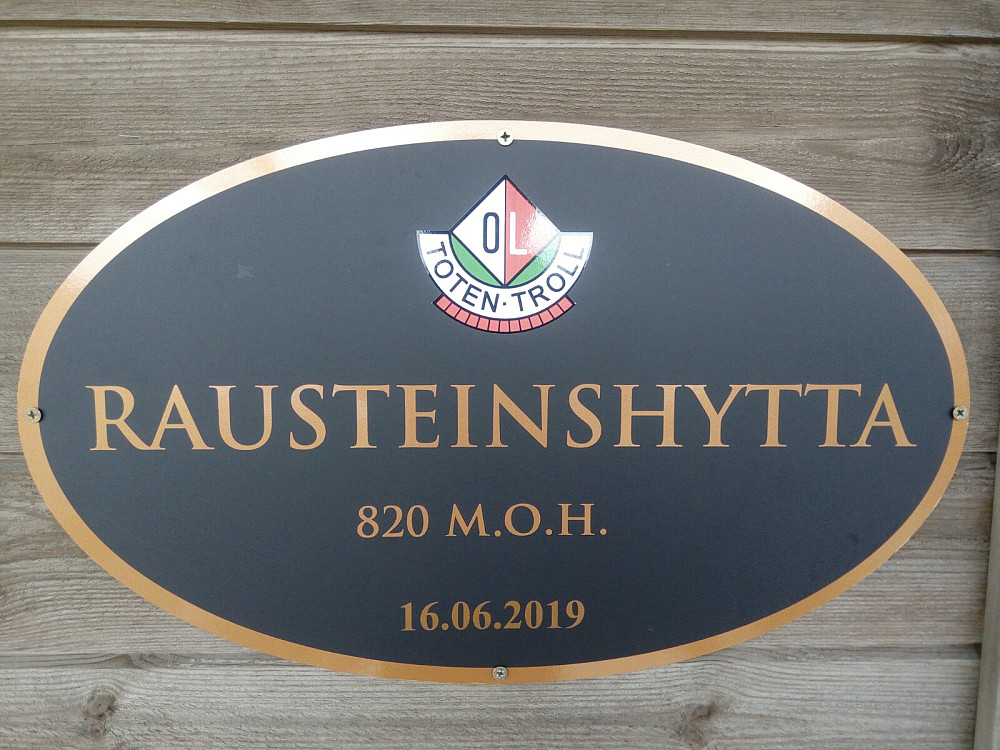 OL
TOTEN·TROLL
RAUSTEINSHYTTA
820 M.O.H.
16.06.2019